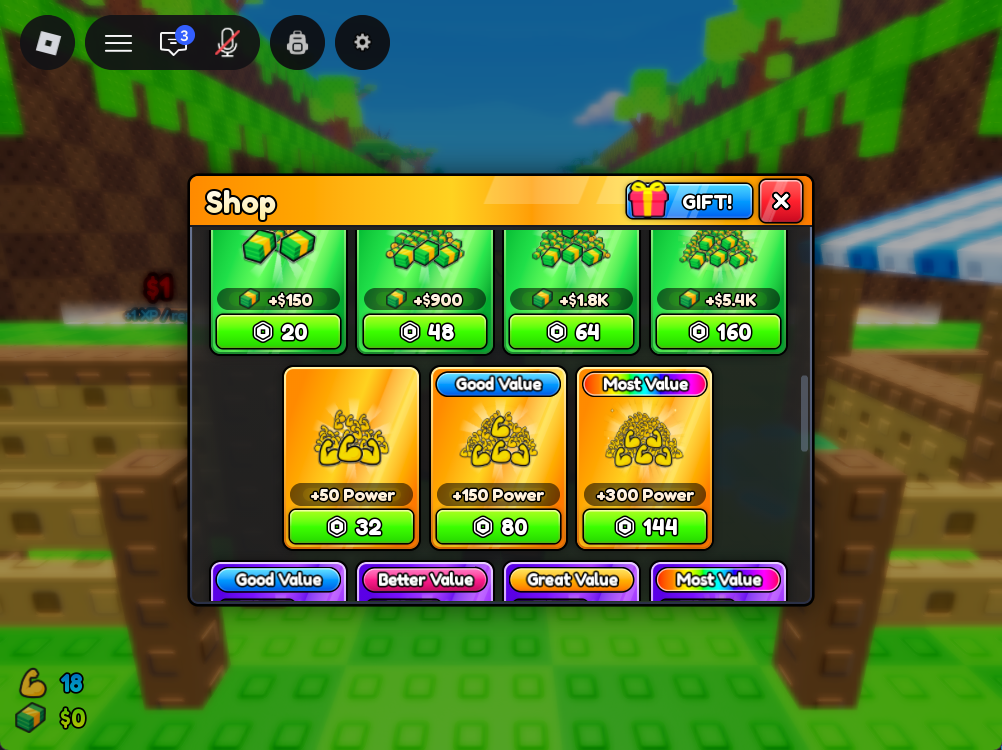 3
Shop
GIFT!
$1
+$150
+$900
+$1.8K
+$5.4K
20
48
64
160
Good Value
Most Value
+50 Power
+150 Power
+300 Power
32
80
144
Good Value
Better Value
Great Value
Most Value
18
$0